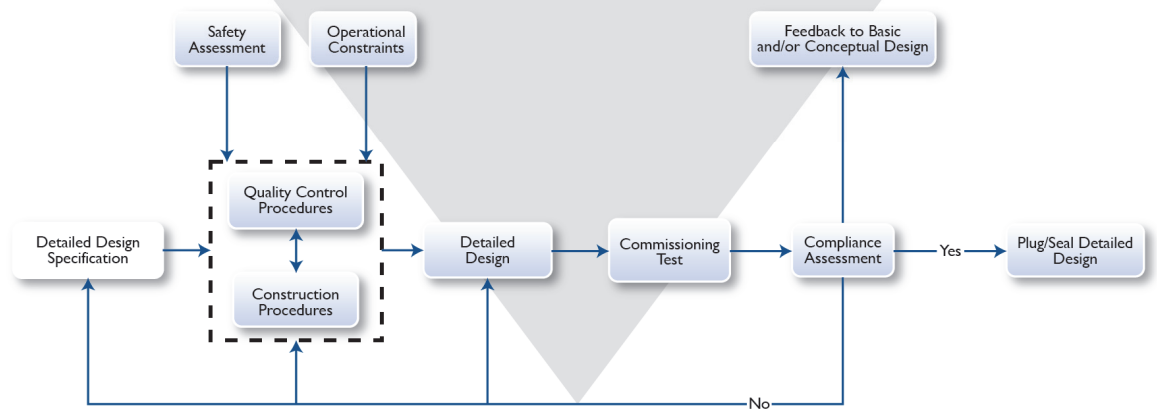 Safety
Assessment
Operational
Constraints
Feedback to Basic
and/or Conceptual Design
Quality Control
Procedures
Detailed Design
Specification
Construction
Procedures
Detailed
Design
Commissioning
Test
Compliance
Assessment
Yes
Plug/Seal Detailed
Design
No